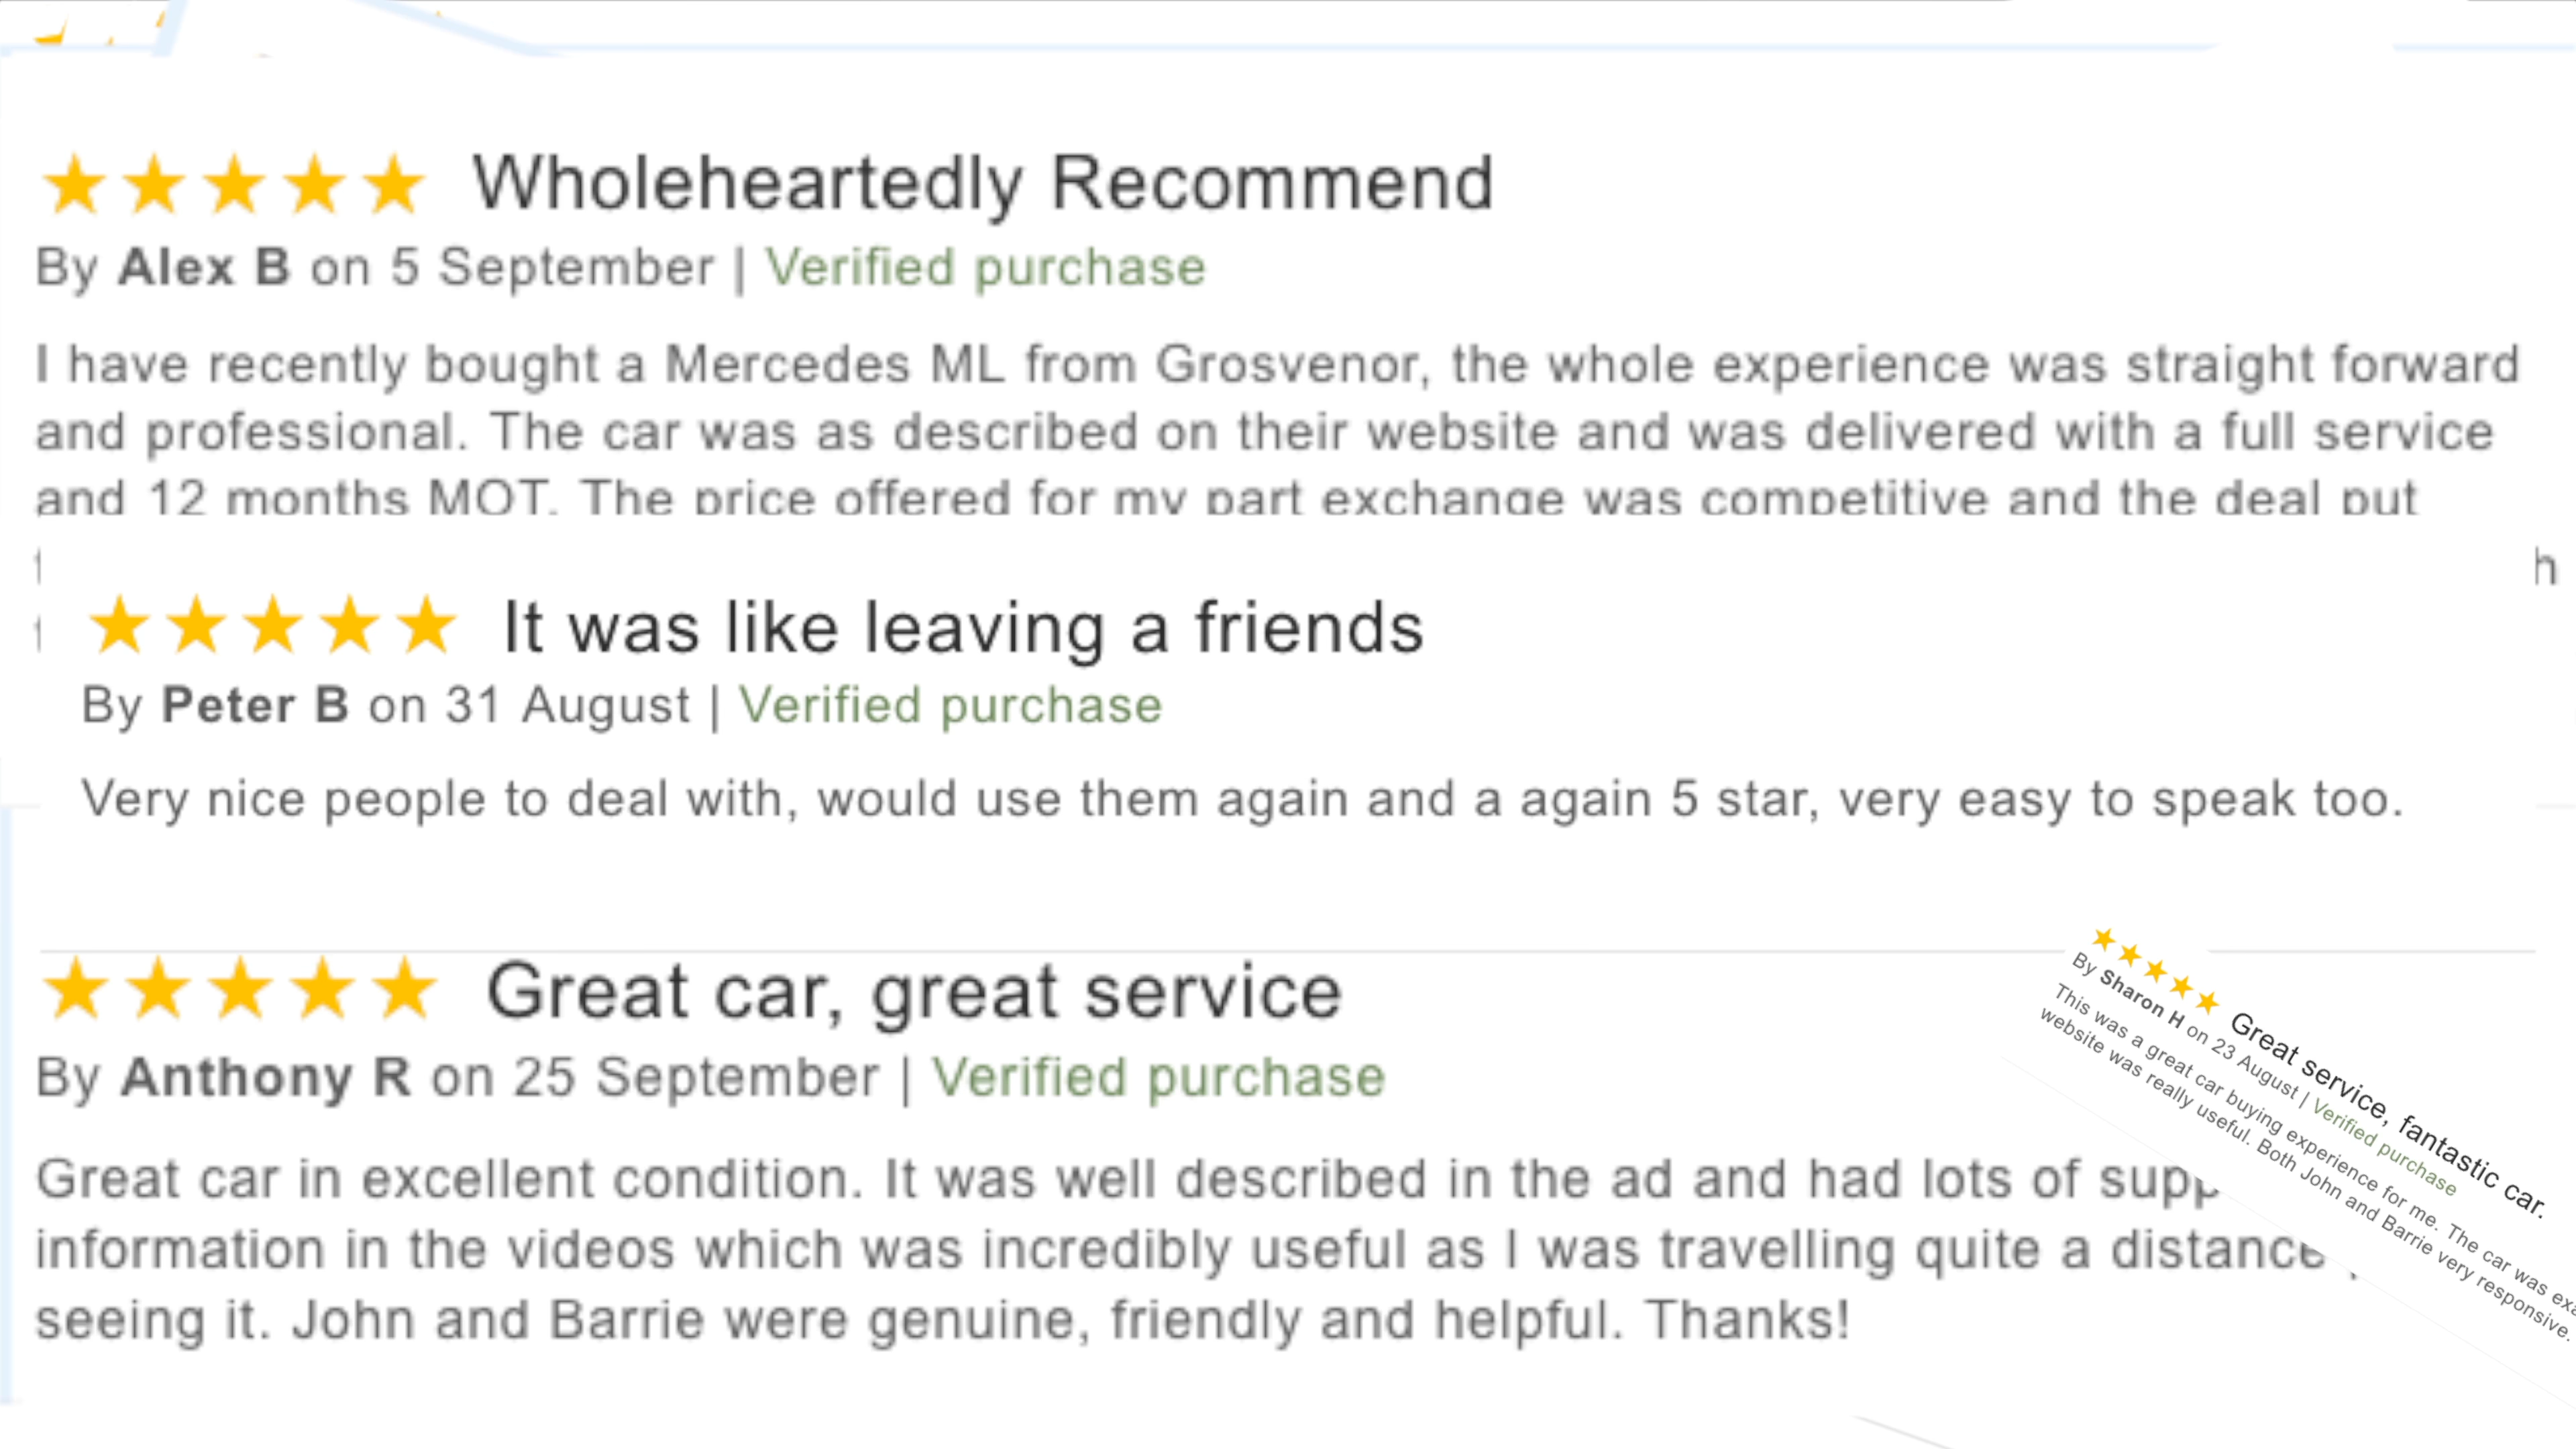 Wholeheartedly Recommend
By Alex B on 5 September | Verified purchase
I have recently bought a Mercedes ML from Grosvenor, the whole experience was straight forward
and professional. The car was as described on their website and was delivered with a full service
and 12 months MOT. The price offered for my part exchange was competitive and the deal put
It was like leaving a friends
By Peter B on 31 August | Verified purchase
Very nice people to deal with, would use them again and a again 5 star, very easy to speak too.
Great car, great service
By Anthony R on 25 September | Verified purchase
Great car in excellent condition. It was well described in the ad and had lots of
information in the videos which was incredibly useful as I was travelling quite a distance
seeing it. John and Barrie were genuine, friendly and helpful. Thanks!
Great service, fantastic car.
By Sharon H on 23 August | Verified purchase
This was a great car buying experience for me. The car was
website was really useful. Both John and Barrie very responsive.